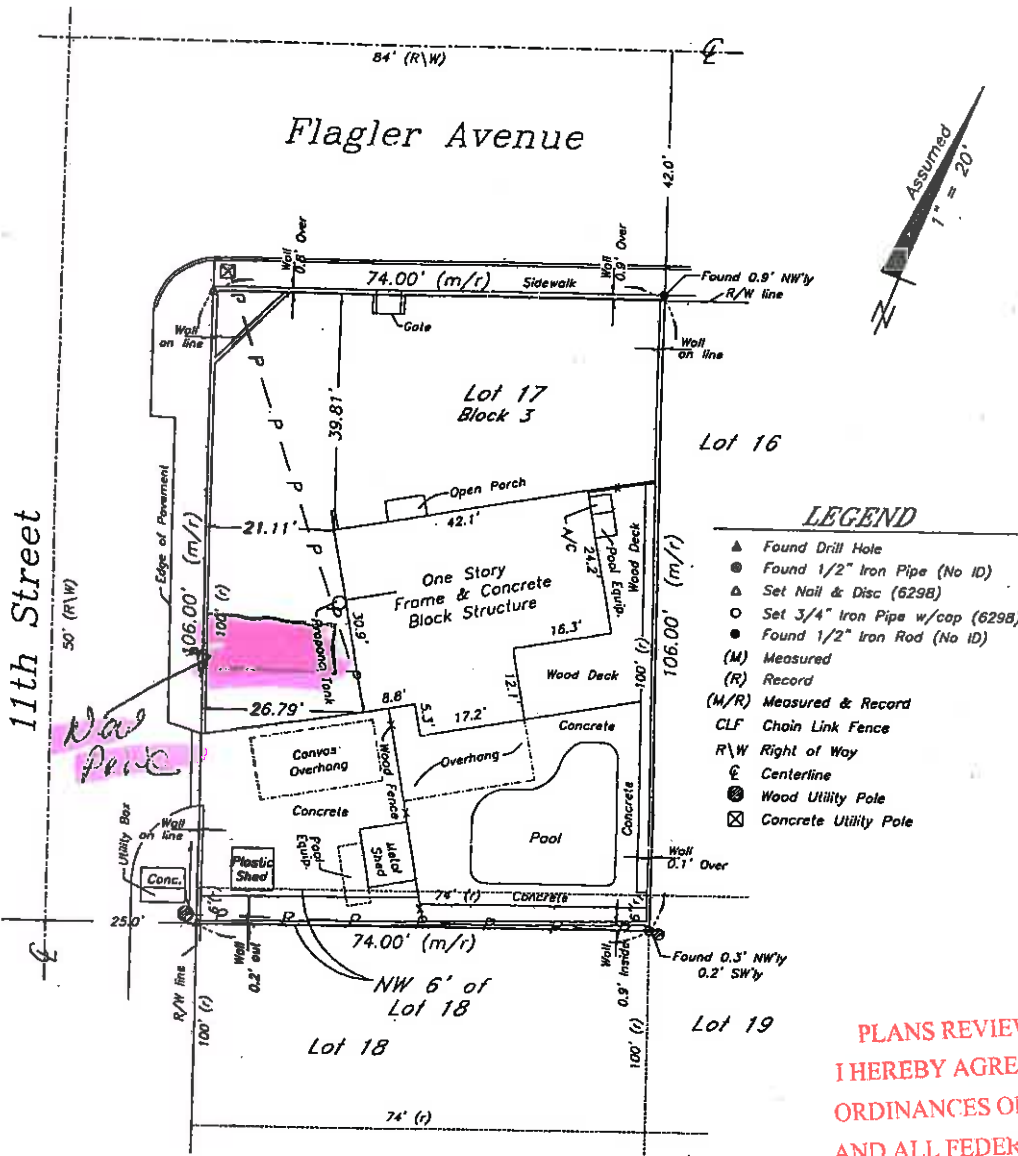 84' (R\W)
Flagler Avenue
42.0'
Assumed
1" = 20'
N
Wall
0.8' Over
74.00' (m/r)
Sidewalk
Wall
0.9' Over
Found 0.9' NW'ly
R/W line
Gate
Wall
on line
Wall
on line
P
P
P
P
P
39.81'
Lot 17
Block 3
Lot 16
11th Street
50' (R\W)
Edge of Pavement
106.00' (m/r)
100' (r)
21.11'
Open Porch
42.1'
A/C
24.2'
Pool Equip.
Wood Deck
One Story
Frame & Concrete
Block Structure
30.9'
Propane Tank
16.3'
Wood Deck
12.1'
100' (r)
106.00' (m/r)
LEGEND
Found Drill Hole
Found 1/2" Iron Pipe (No ID)
Set Nail & Disc (6298)
Set 3/4" Iron Pipe w/cap (6298)
Found 1/2" Iron Rod (No ID)
(M) Measured
(R) Record
(M/R) Measured & Record
CLF Chain Link Fence
R\W Right of Way
℄ Centerline
Wood Utility Pole
Concrete Utility Pole
26.79'
8.8'
5.3'
17.2'
Concrete
Canvas
Overhang
Wood Fence
Overhang
Concrete
Concrete
Pool
Utility Box
Wall
on line
Conc.
Plastic
Shed
Pool
Equip.
Metal
Shed
Wall
0.1' Over
74' (r)
Concrete
6' (r)
25.0'
P
P
74.00' (m/r)
Wall
0.2' out
Wall
0.9' Inside
Found 0.3' NW'ly
0.2' SW'ly
NW 6' of
Lot 18
R/W line
100' (r)
Lot 18
100' (r)
Lot 19
74' (r)
PLANS REVIEW
I HEREBY AGRE
ORDINANCES O
AND ALL FEDER